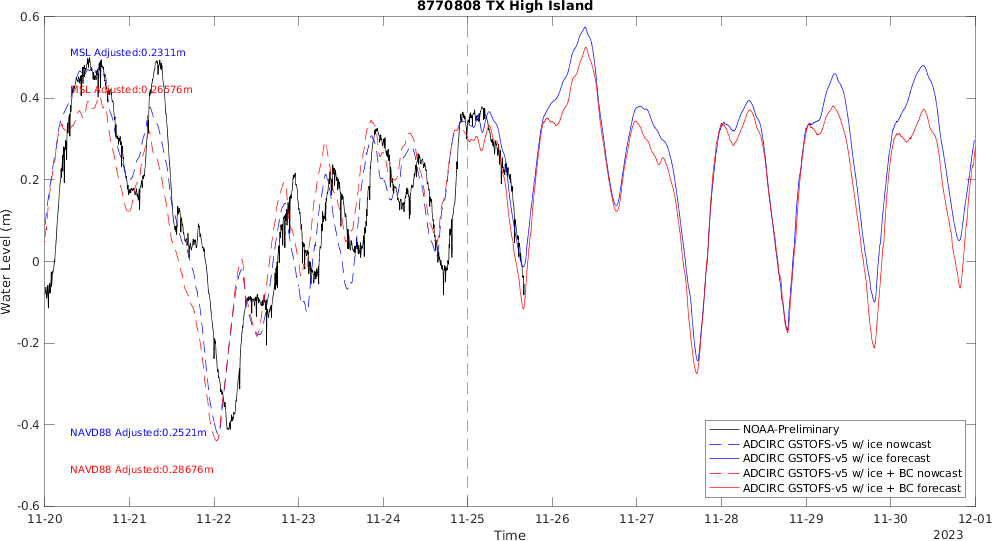 8770808 TX High Island
0.6
0.4
0.2
0
-0.2
-0.4
-0.6
Water Level (m)
MSL Adjusted:0.2311m
MSL Adjusted:0.26576m
NAVD88 Adjusted:0.2521m
NAVD88 Adjusted:0.28676m
NOAA-Preliminary
ADCIRC GSTOFS-v5 w/ ice nowcast
ADCIRC GSTOFS-v5 w/ ice forecast
ADCIRC GSTOFS-v5 w/ ice + BC nowcast
ADCIRC GSTOFS-v5 w/ ice + BC forecast
11-20 11-21 11-22 11-23 11-24 11-25 11-26 11-27 11-28 11-29 11-30 12-01
Time
2023